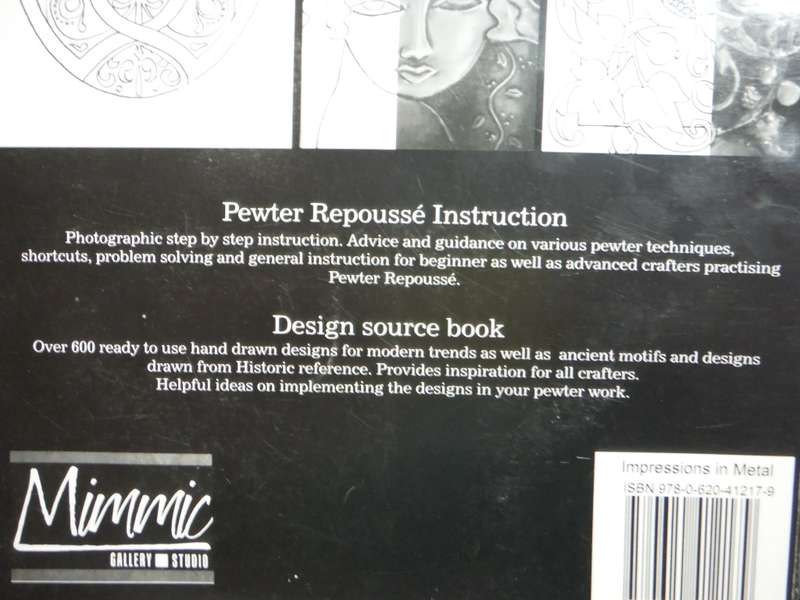 Pewter Repoussé Instruction
Photographic step by step instruction. Advice and guidance on various pewter techniques,
shortcuts, problem solving and general instruction for beginner as well as advanced crafters practising
Pewter Repoussé.
Design source book
Over 600 ready to use hand drawn designs for modern trends as well as ancient motifs and designs
drawn from Historic reference. Provides inspiration for all crafters.
Helpful ideas on implementing the designs in your pewter work.
Mimmic
GALLERY STUDIO
Impressions in Metal
ISBN 978-0-620-41217-9